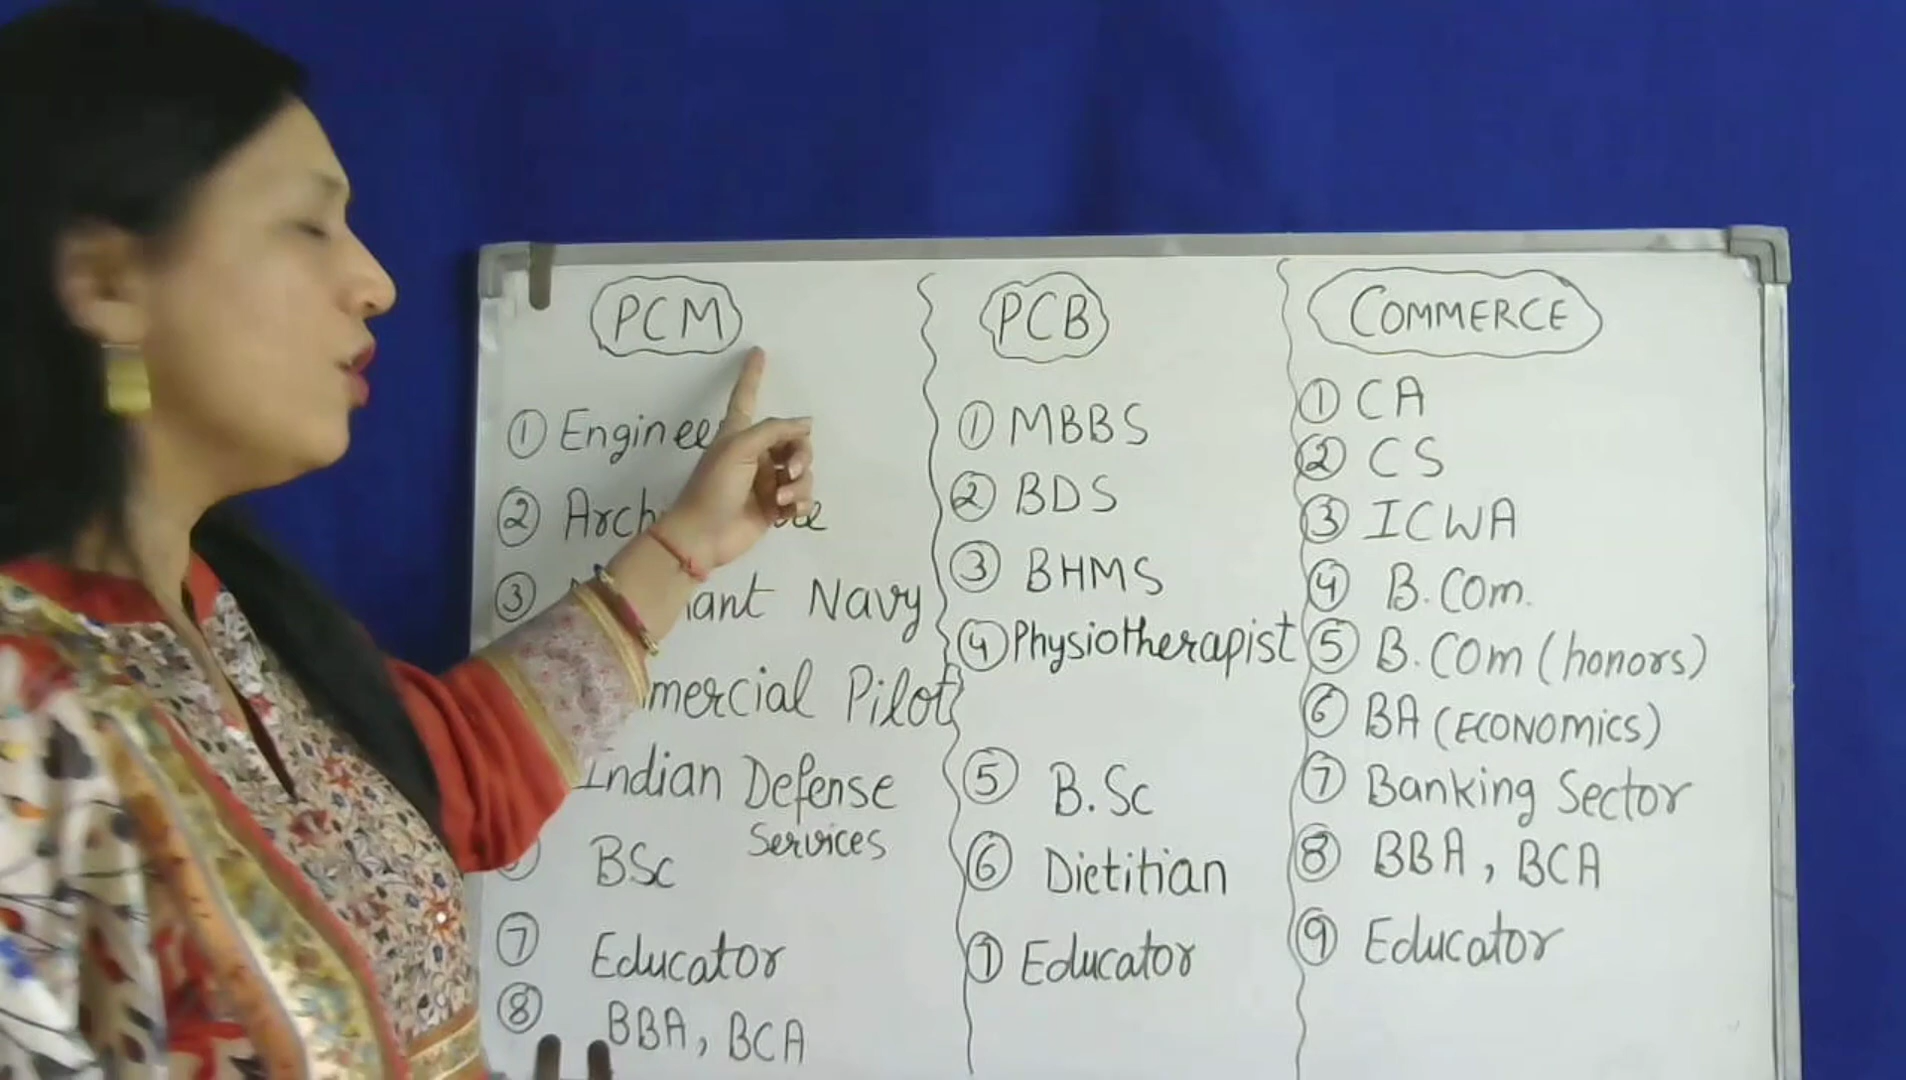 PCM
① Enginee
② Arch
③ ant Navy
mercial Pilot
Indian Defense
Services
BSc
⑦ Educator
⑧ BBA, BCA
PCB
① MBBS
② BDS
③ BHMS
④ Physiotherapist
⑤ B.Sc
⑥ Dietitian
⑦ Educator
COMMERCE
① CA
② CS
③ ICWA
④ B.Com.
⑤ B.Com (honors)
⑥ BA (ECONOMICS)
⑦ Banking Sector
⑧ BBA, BCA
⑨ Educator